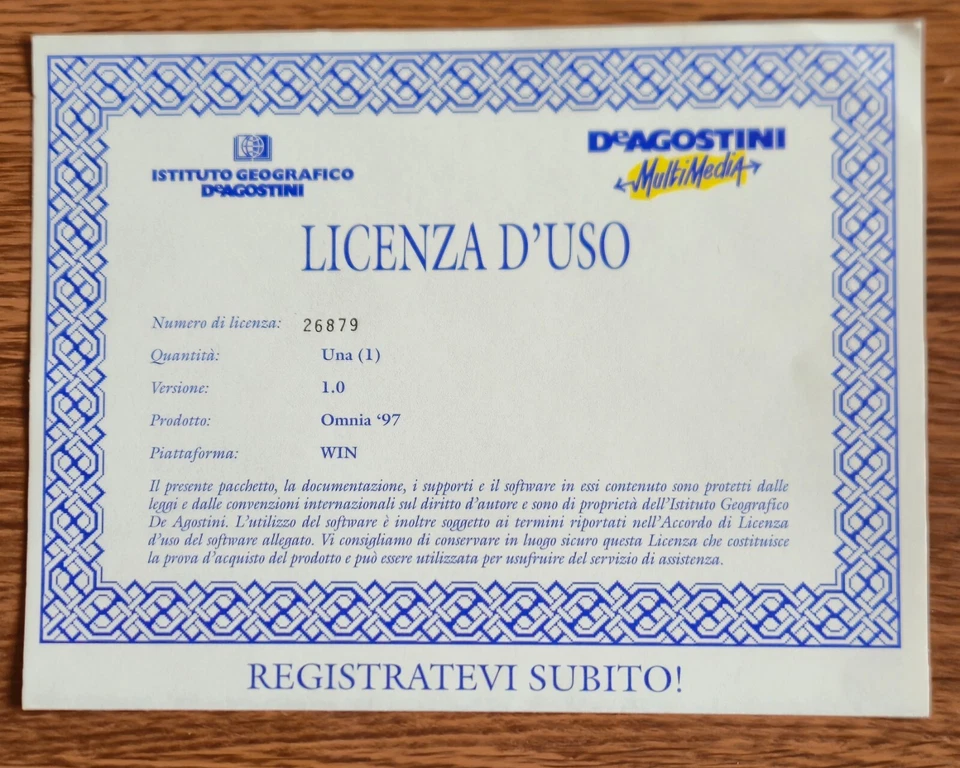 ISTITUTO GEOGRAFICO
DeAGOSTINI
DeAGOSTINI
MultiMediA
LICENZA D'USO
Numero di licenza: 26879
Quantità: Una (1)
Versione: 1.0
Prodotto: Omnia ‘97
Piattaforma: WIN
Il presente pacchetto, la documentazione, i supporti e il software in essi contenuto sono protetti dalle
leggi e dalle convenzioni internazionali sul diritto d'autore e sono di proprietà dell'Istituto Geografico
De Agostini. L'utilizzo del software è inoltre soggetto ai termini riportati nell'Accordo di Licenza
d'uso del software allegato. Vi consigliamo di conservare in luogo sicuro questa Licenza che costituisce
la prova d'acquisto del prodotto e può essere utilizzata per usufruire del servizio di assistenza.
REGISTRATEVI SUBITO!